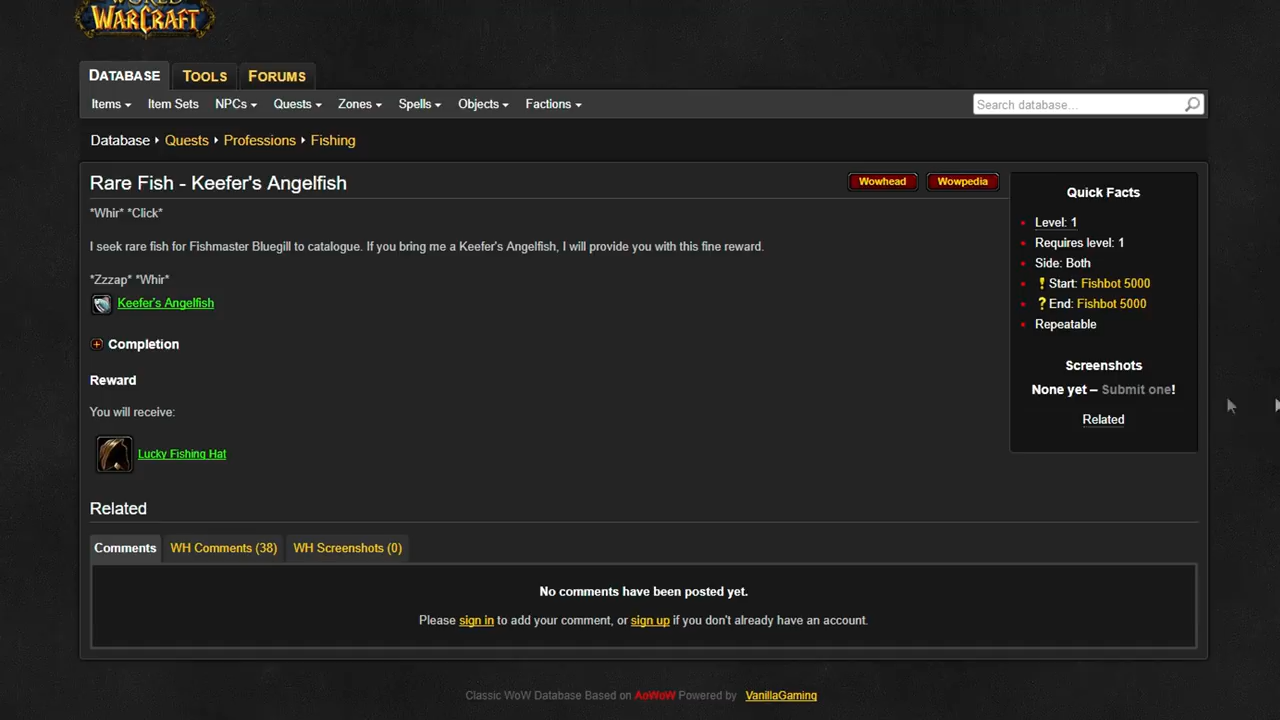 WORLD
WARCRAFT
DATABASE TOOLS FORUMS
Items Item Sets NPCs Quests Zones Spells Objects Factions Search database...
Database Quests Professions Fishing
Rare Fish - Keefer's Angelfish Wowhead Wowpedia
*Whir* *Click*
I seek rare fish for Fishmaster Bluegill to catalogue. If you bring me a Keefer's Angelfish, I will provide you with this fine reward.
*Zzzap* *Whir*
Keefer's Angelfish
Completion
Reward
You will receive:
Lucky Fishing Hat
Quick Facts
Level: 1
Requires level: 1
Side: Both
Start: Fishbot 5000
End: Fishbot 5000
Repeatable
Screenshots
None yet – Submit one!
Related
Related
Comments WH Comments (38) WH Screenshots (0)
No comments have been posted yet.
Please sign in to add your comment, or sign up if you don't already have an account.
Classic WoW Database Based on AoWoW Powered by VanillaGaming